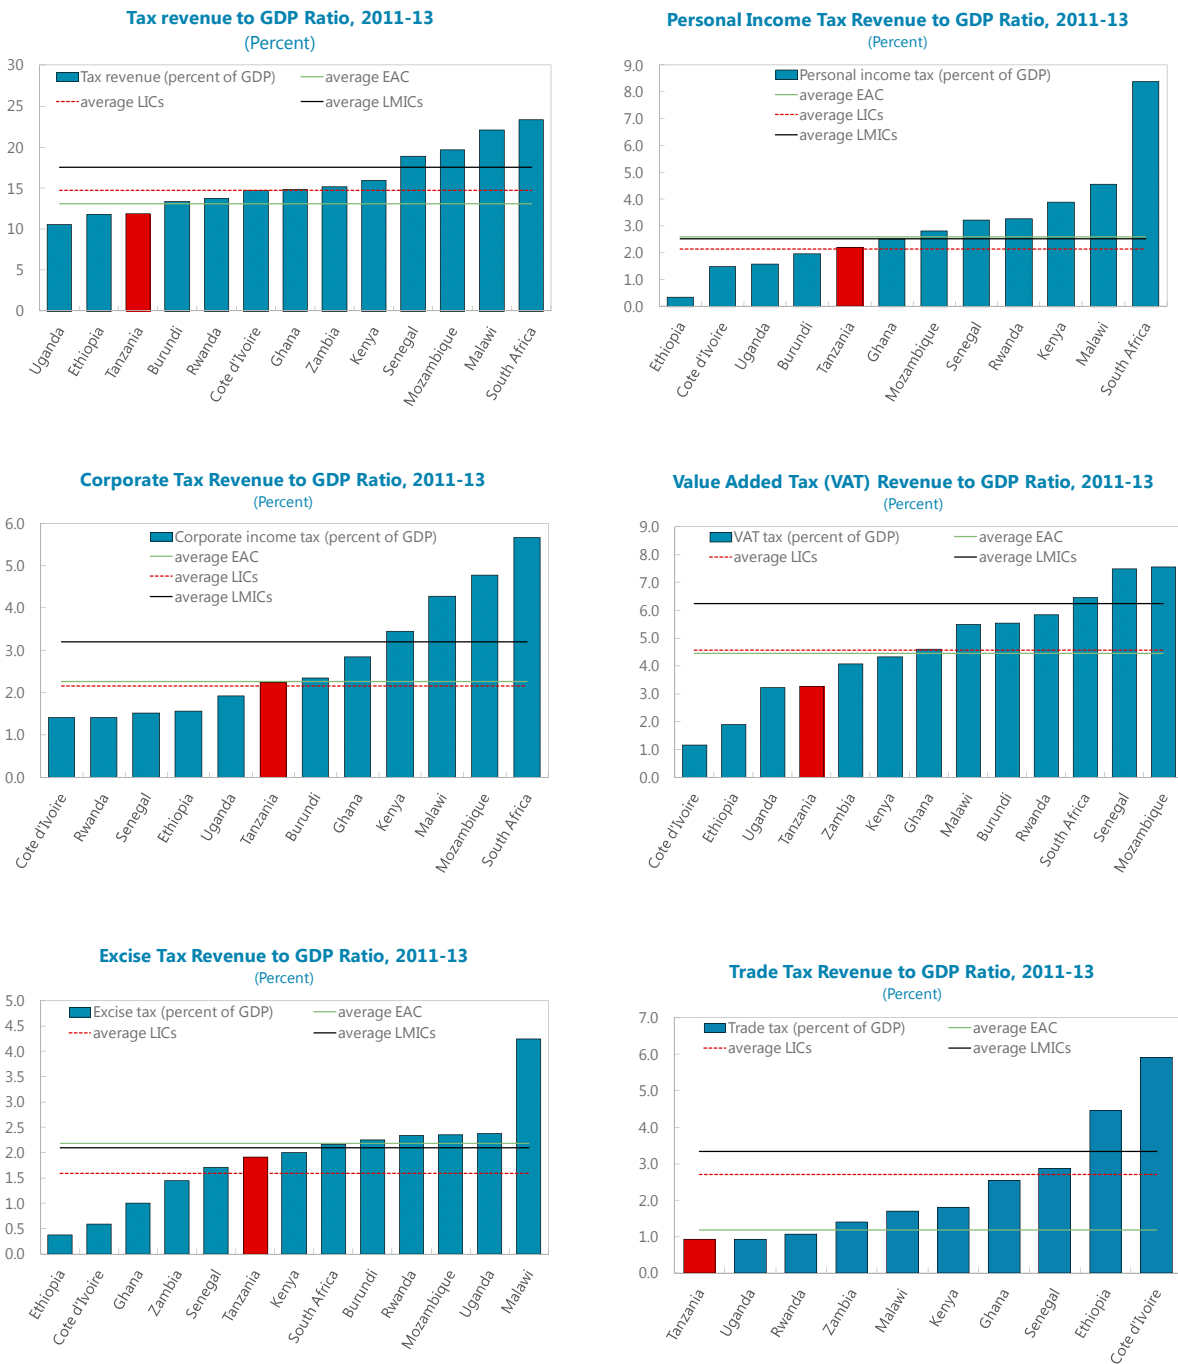 Tax revenue to GDP Ratio, 2011-13
(Percent)
30
25
20
15
10
5
0
Tax revenue (percent of GDP)
average EAC
average LICs
average LMICs
Uganda
Ethiopia
Tanzania
Burundi
Rwanda
Cote d'Ivoire
Ghana
Zambia
Kenya
Senegal
Mozambique
Malawi
South Africa
Personal Income Tax Revenue to GDP Ratio, 2011-13
(Percent)
9.0
8.0
7.0
6.0
5.0
4.0
3.0
2.0
1.0
0.0
Personal income tax (percent of GDP)
average EAC
average LICs
average LMICs
Ethiopia
Cote d'Ivoire
Uganda
Burundi
Tanzania
Ghana
Mozambique
Senegal
Rwanda
Kenya
Malawi
South Africa
Corporate Tax Revenue to GDP Ratio, 2011-13
(Percent)
6.0
5.0
4.0
3.0
2.0
1.0
0.0
Corporate income tax (percent of GDP)
average EAC
average LICs
average LMICs
Cote d'Ivoire
Rwanda
Senegal
Ethiopia
Uganda
Tanzania
Burundi
Ghana
Kenya
Malawi
Mozambique
South Africa
Value Added Tax (VAT) Revenue to GDP Ratio, 2011-13
(Percent)
9.0
8.0
7.0
6.0
5.0
4.0
3.0
2.0
1.0
0.0
VAT tax (percent of GDP)
average EAC
average LICs
average LMICs
Cote d'Ivoire
Ethiopia
Uganda
Tanzania
Zambia
Kenya
Ghana
Malawi
Burundi
Rwanda
South Africa
Senegal
Mozambique
Excise Tax Revenue to GDP Ratio, 2011-13
(Percent)
5.0
4.5
4.0
3.5
3.0
2.5
2.0
1.5
1.0
0.5
0.0
Excise tax (percent of GDP)
average EAC
average LICs
average LMICs
Ethiopia
Cote d'Ivoire
Ghana
Zambia
Senegal
Tanzania
Kenya
South Africa
Burundi
Rwanda
Mozambique
Uganda
Malawi
Trade Tax Revenue to GDP Ratio, 2011-13
(Percent)
7.0
6.0
5.0
4.0
3.0
2.0
1.0
0.0
Trade tax (percent of GDP)
average EAC
average LICs
average LMICs
Tanzania
Uganda
Rwanda
Zambia
Malawi
Kenya
Ghana
Senegal
Ethiopia
Cote d'Ivoire